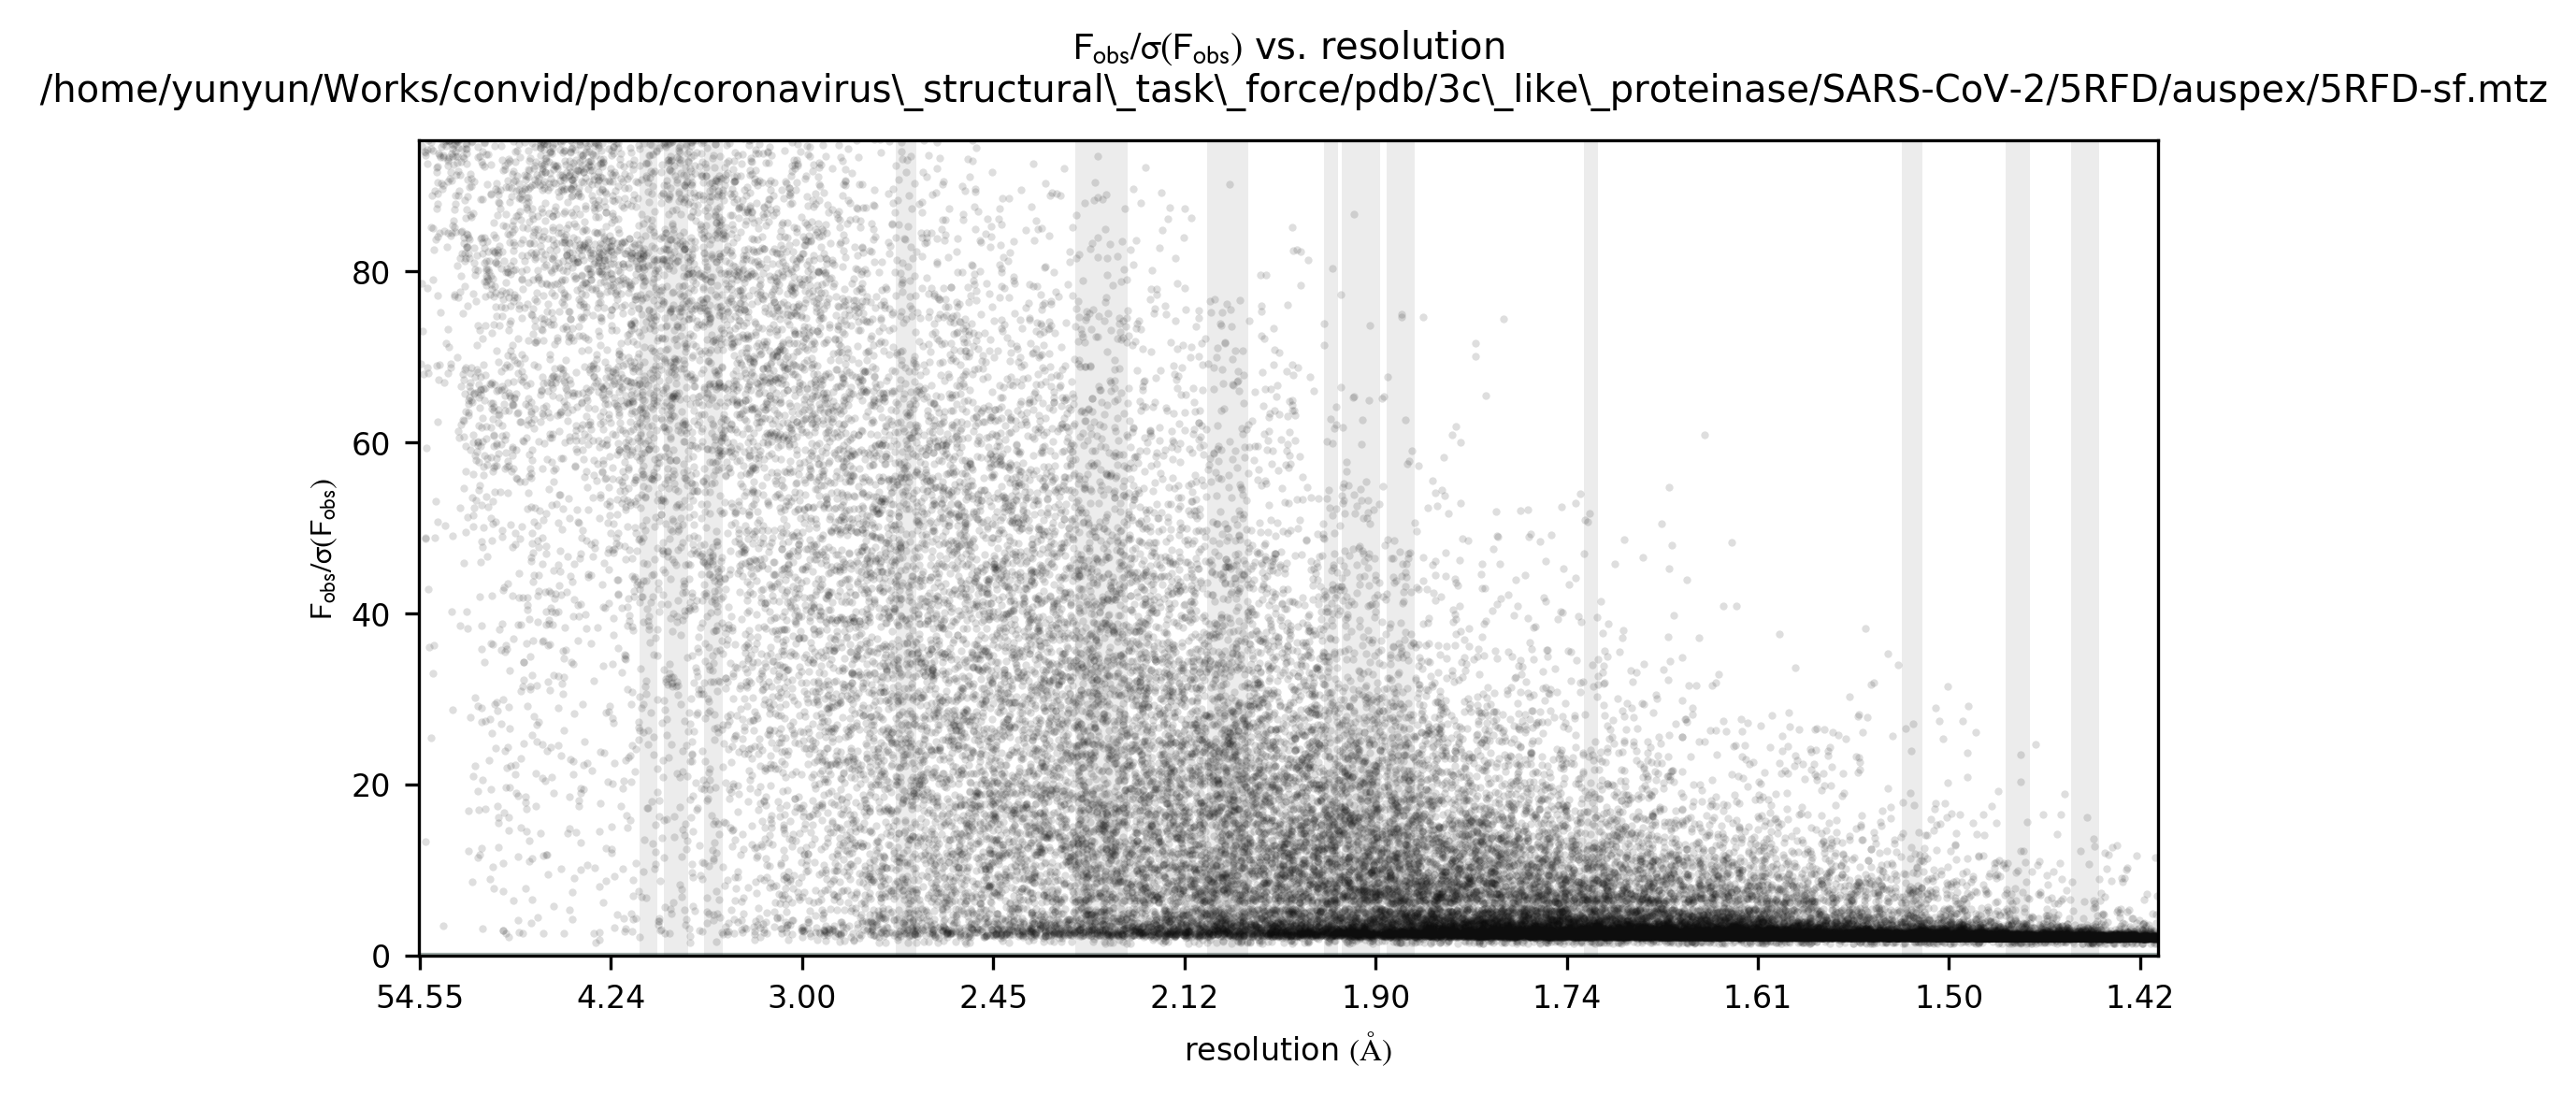 Fobs/σ(Fobs) vs. resolution
/home/yunyun/Works/convid/pdb/coronavirus\_structural\_task\_force/pdb/3c\_like\_proteinase/SARS-CoV-2/5RFD/auspex/5RFD-sf.mtz
Fobs/σ(Fobs)
80
60
40
20
0
54.55 4.24 3.00 2.45 2.12 1.90 1.74 1.61 1.50 1.42
resolution (Å)